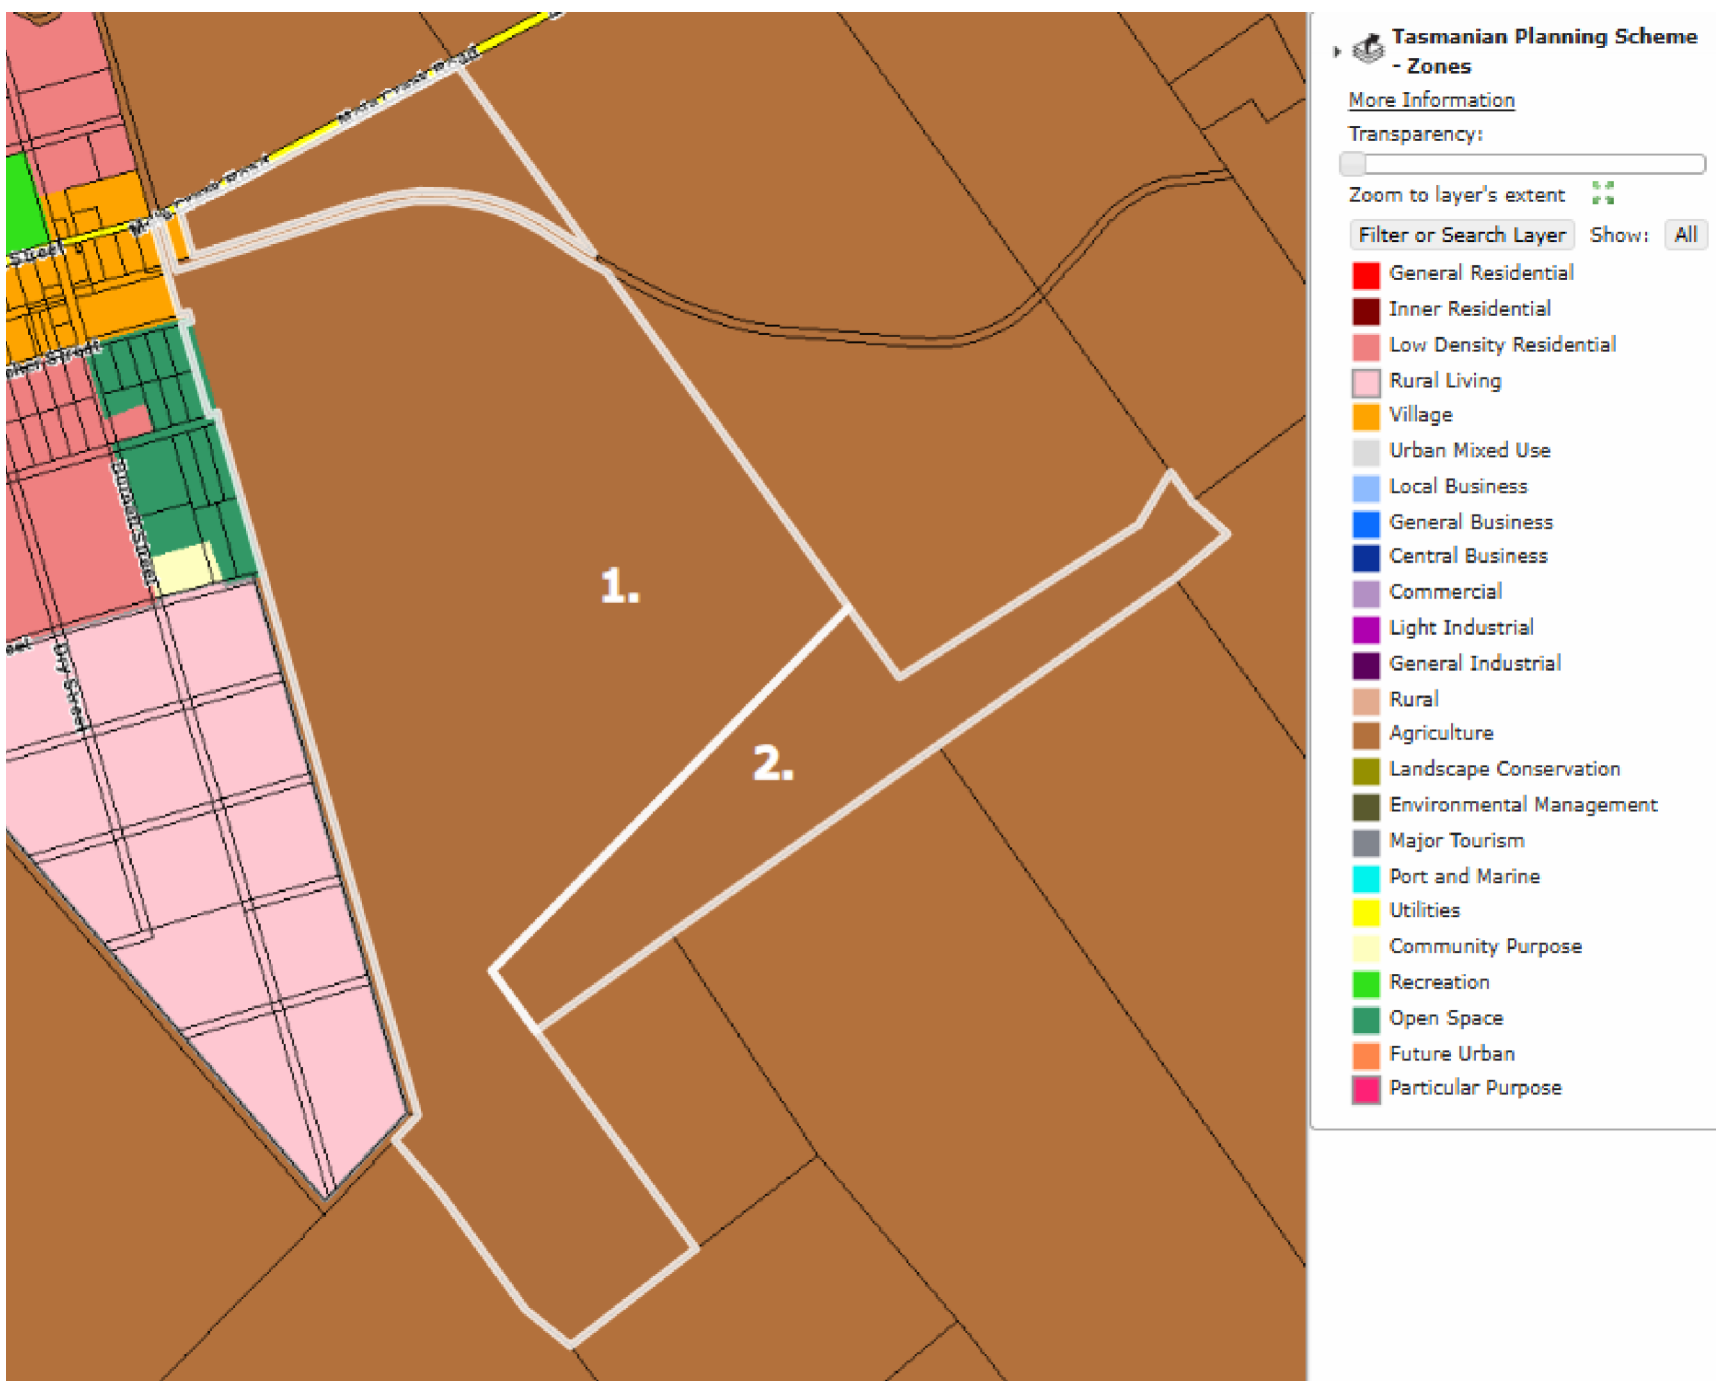 Tasmanian Planning Scheme
- Zones
More Information
Transparency:
Zoom to layer's extent
Filter or Search Layer Show: All
General Residential
Inner Residential
Low Density Residential
Rural Living
Village
Urban Mixed Use
Local Business
General Business
Central Business
Commercial
Light Industrial
General Industrial
Rural
Agriculture
Landscape Conservation
Environmental Management
Major Tourism
Port and Marine
Utilities
Community Purpose
Recreation
Open Space
Future Urban
Particular Purpose
1.
2.
Street
Street